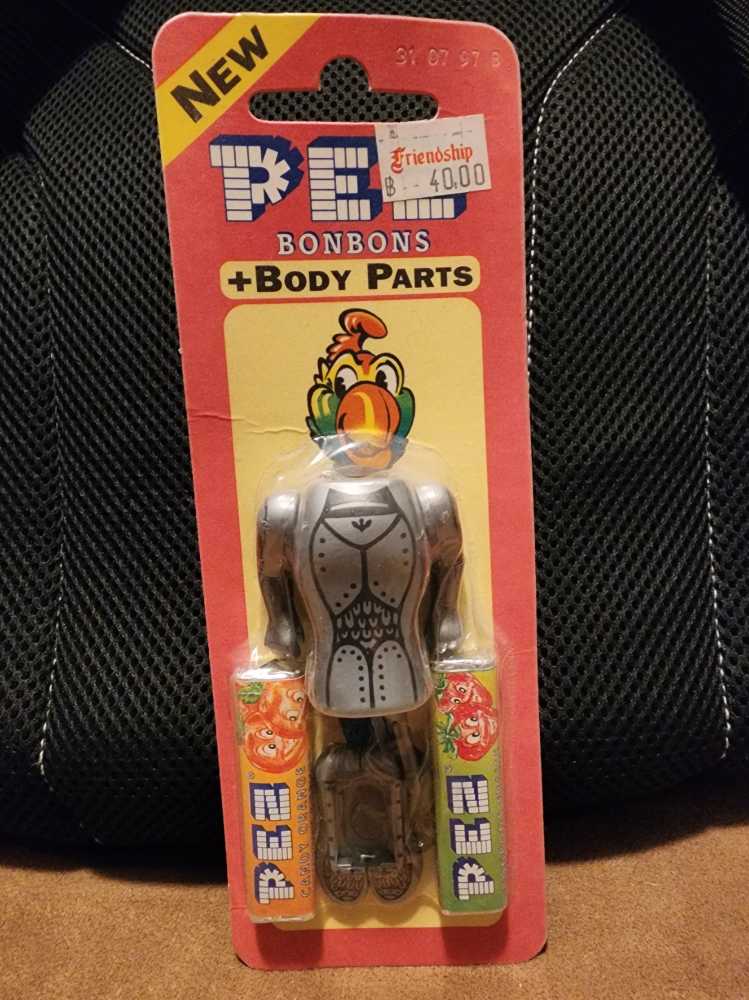 NEW
31 07 97 B
PEZ
Friendship
฿ -- 40.00
BONBONS
+BODY PARTS
PEZ
CANDY ORANGE
PEZ